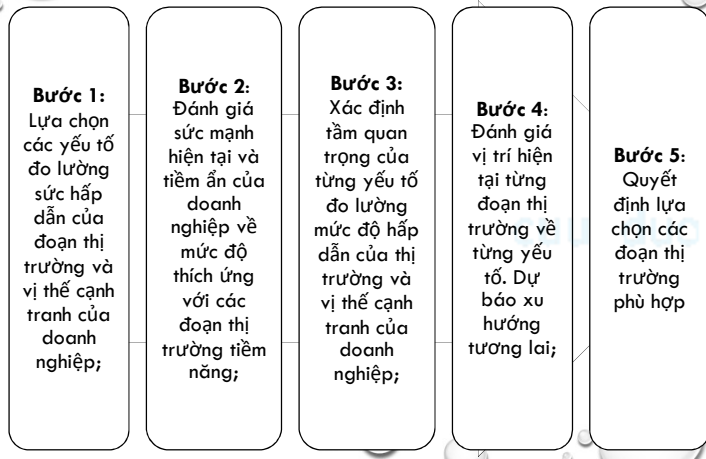 Bước 1:
Lựa chọn
các yếu tố
đo lường
sức hấp
dẫn của
đoạn thị
trường và
vị thế cạnh
tranh của
doanh
nghiệp;
Bước 2:
Đánh giá
sức mạnh
hiện tại và
tiềm ẩn của
doanh
nghiệp về
mức độ
thích ứng
với các
đoạn thị
trường tiềm
năng;
Bước 3:
Xác định
tầm quan
trọng của
từng yếu tố
đo lường
mức độ hấp
dẫn của thị
trường và
vị thế cạnh
tranh của
doanh
nghiệp;
Bước 4:
Đánh giá
vị trí hiện
tại từng
đoạn thị
trường về
từng yếu
tố. Dự
báo xu
hướng
tương lai;
Bước 5:
Quyết
định lựa
chọn các
đoạn thị
trường
phù hợp